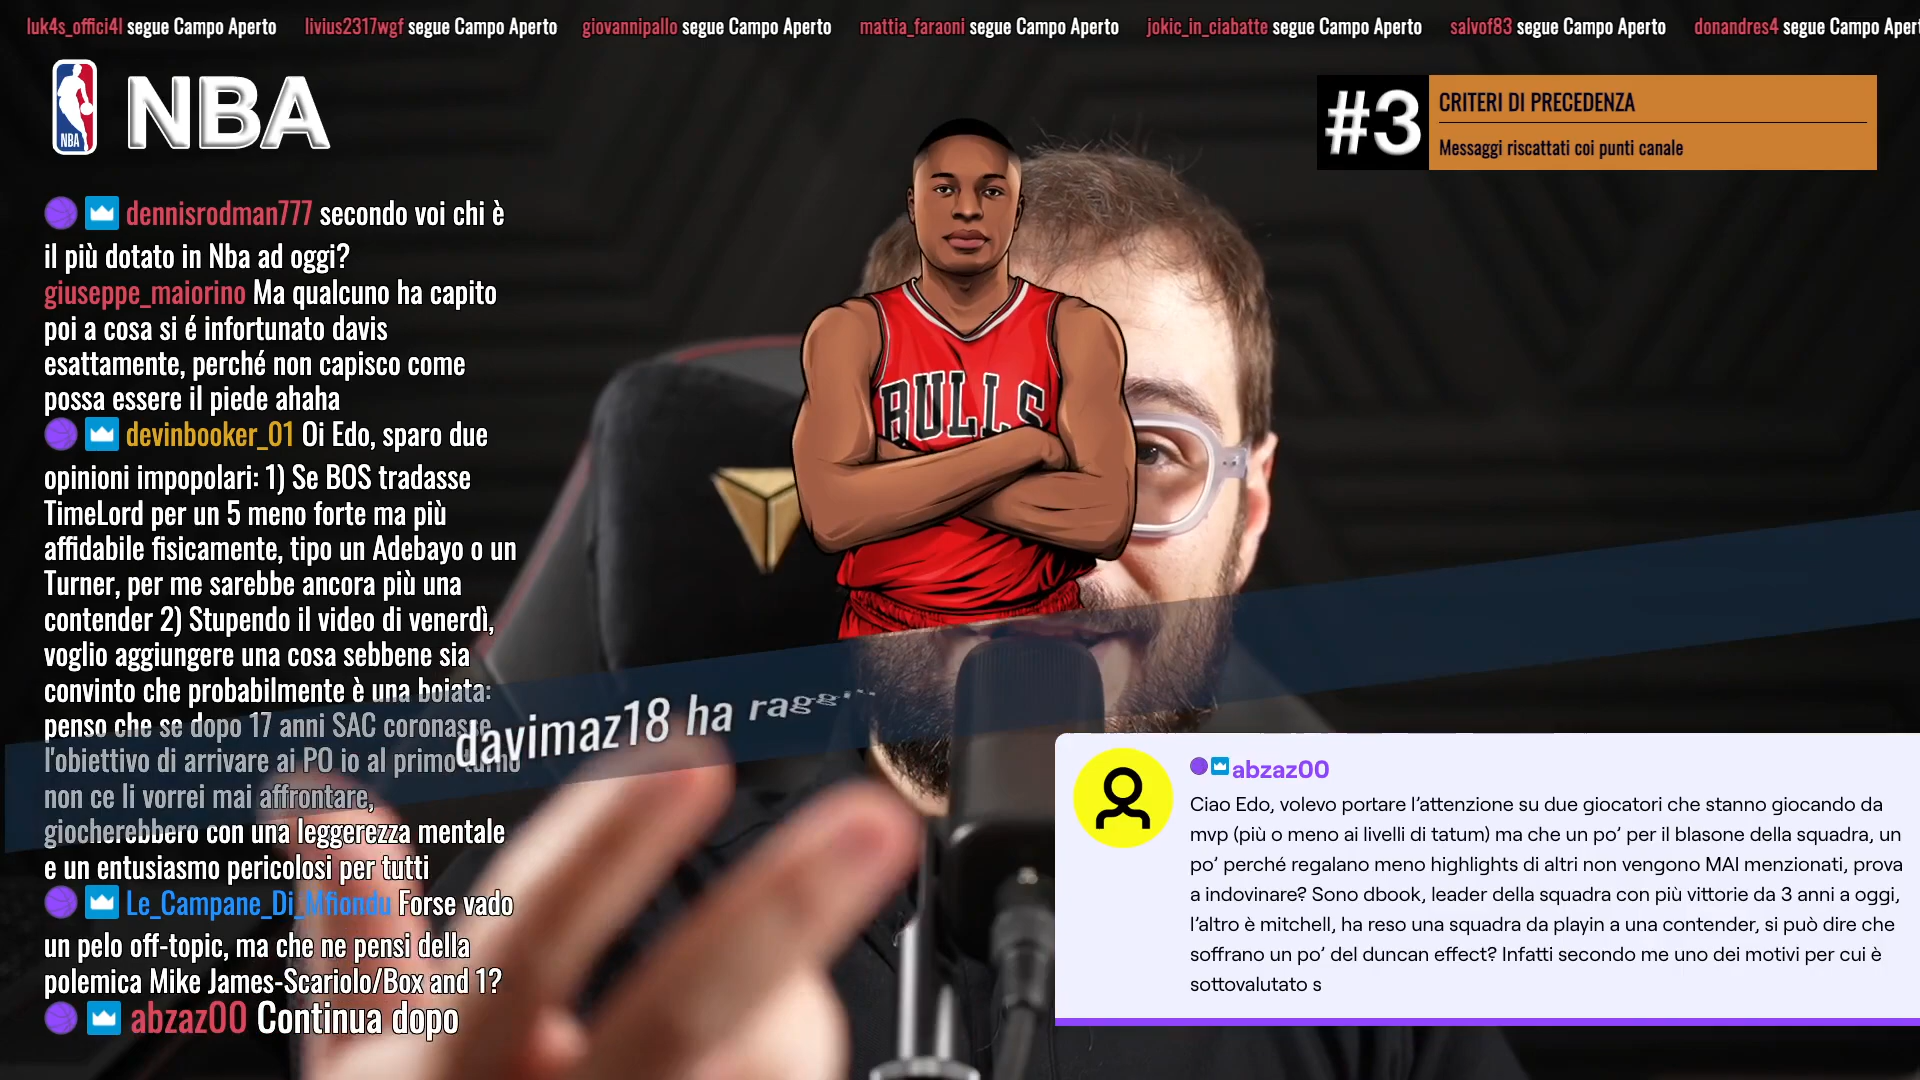 luk4s_offici4l segue Campo Aperto livius2317wgf segue Campo Aperto giovannipallo segue Campo Aperto mattia_faraoni segue Campo Aperto jokic_in_ciabatte segue Campo Aperto salvof83 segue Campo Aperto donandres4 segue Campo Aper
NBA NBA
#3 CRITERI DI PRECEDENZA
Messaggi riscattati coi punti canale
dennisrodman777 secondo voi chi è
il più dotato in Nba ad oggi?
giuseppe_maiorino Ma qualcuno ha capito
poi a cosa si é infortunato davis
esattamente, perché non capisco come
possa essere il piede ahaha
devinbooker_01 Oi Edo, sparo due
opinioni impopolari: 1) Se BOS tradasse
TimeLord per un 5 meno forte ma più
affidabile fisicamente, tipo un Adebayo o un
Turner, per me sarebbe ancora più una
contender 2) Stupendo il video di venerdì,
voglio aggiungere una cosa sebbene sia
convinto che probabilmente è una boiata:
penso che se dopo 17 anni SAC coronasse
l'obiettivo di arrivare ai PO io al primo turno
non ce li vorrei mai affrontare,
giocherebbero con una leggerezza mentale
e un entusiasmo pericolosi per tutti
Le_Campane_Di_Mfiondu Forse vado
un pelo off-topic, ma che ne pensi della
polemica Mike James-Scariolo/Box and 1?
abzaz00 Continua dopo
BULLS
davimaz18 ha ragg
abzaz00
Ciao Edo, volevo portare l’attenzione su due giocatori che stanno giocando da
mvp (più o meno ai livelli di tatum) ma che un po’ per il blasone della squadra, un
po’ perché regalano meno highlights di altri non vengono MAI menzionati, prova
a indovinare? Sono dbook, leader della squadra con più vittorie da 3 anni a oggi,
l’altro è mitchell, ha reso una squadra da playin a una contender, si può dire che
soffrano un po’ del duncan effect? Infatti secondo me uno dei motivi per cui è
sottovalutato s